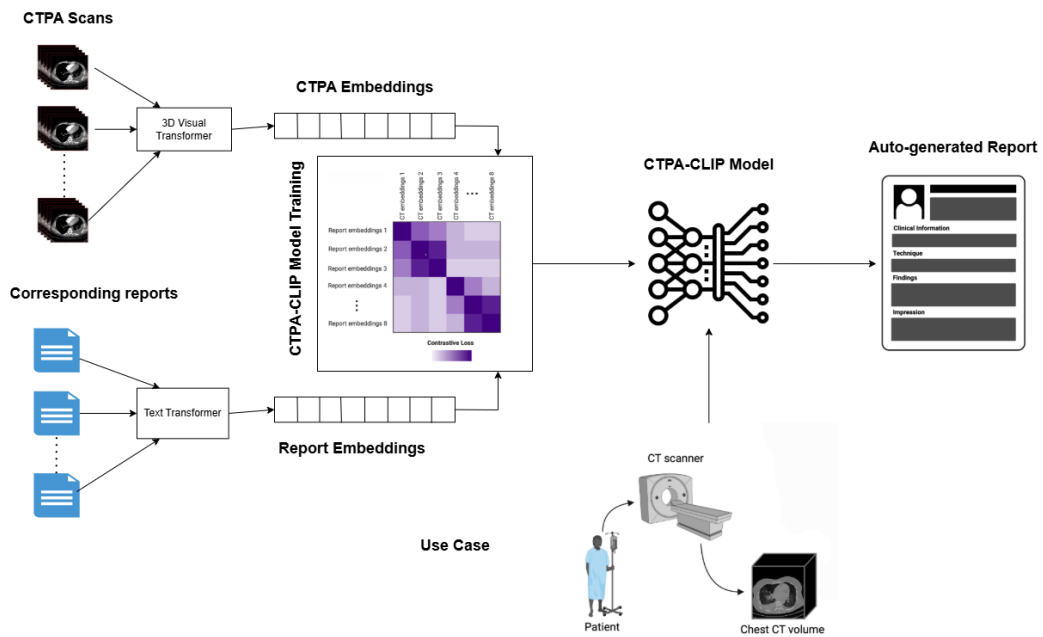 CTPA Scans
3D Visual
Transformer
CTPA Embeddings
CTPA-CLIP Model Training
CT embeddings 1
CT embeddings 2
CT embeddings 3
CT embeddings 4
...
CT embeddings 8
Report embeddings 1
Report embeddings 2
Report embeddings 3
Report embeddings 4
Report embeddings 8
Contrastive Loss
CTPA-CLIP Model
Auto-generated Report
Clinical Information
Technique
Findings
Impression
Corresponding reports
Text Transformer
Report Embeddings
Use Case
CT scanner
Patient
Chest CT volume